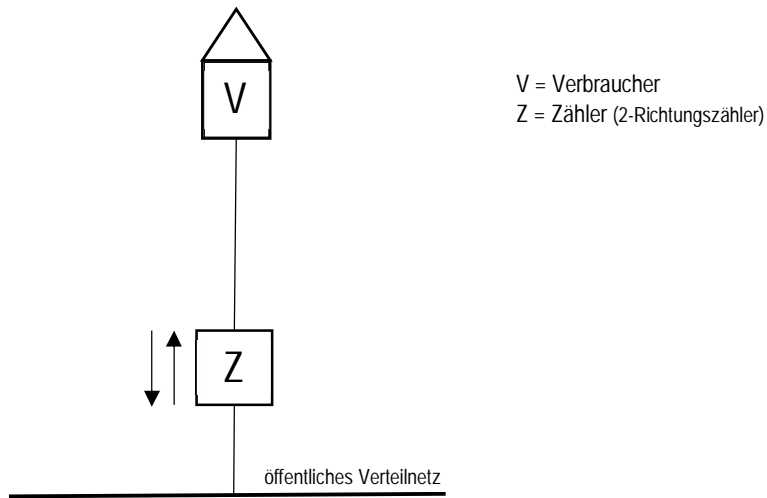 V
V = Verbraucher
Z = Zähler (2-Richtungszähler)
Z
öffentliches Verteilnetz